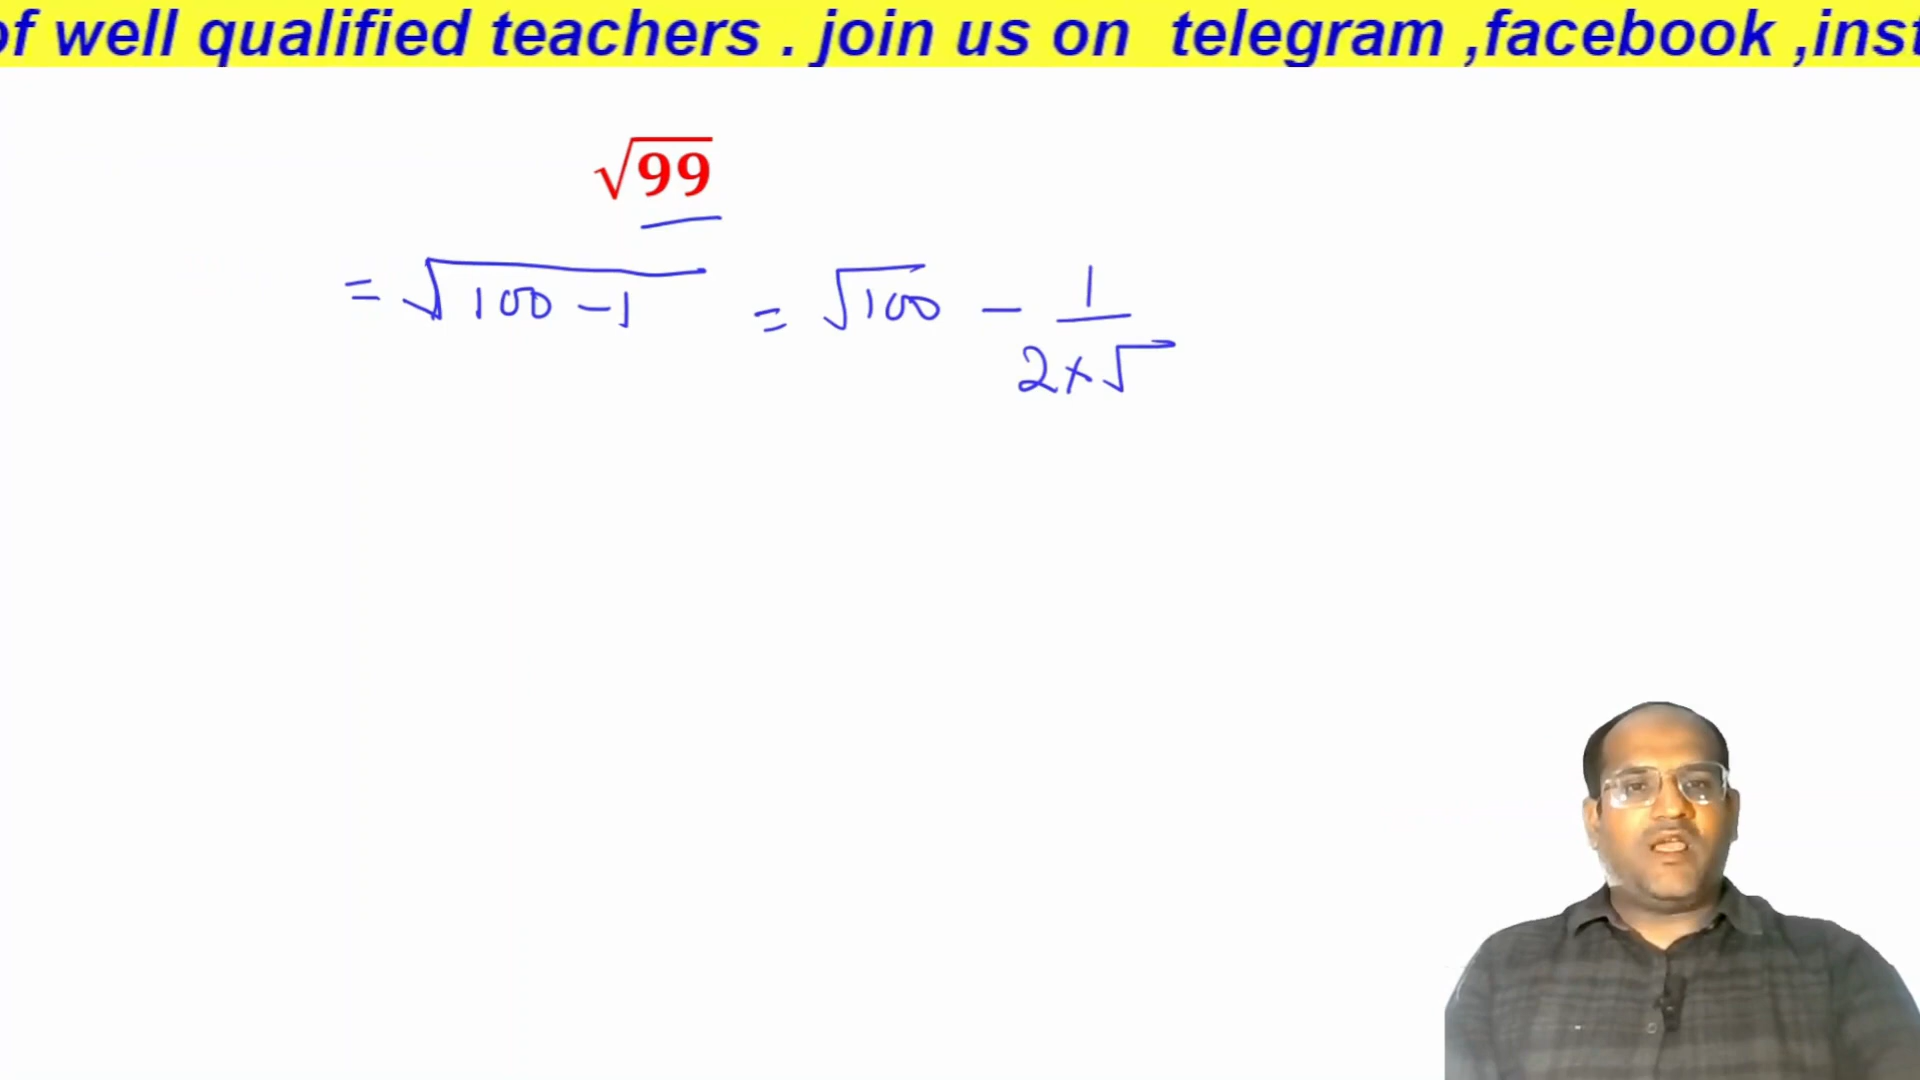 of well qualified teachers . join us on telegram ,facebook ,inst
√99
= √100 - 1 = √100 - 1/2×√